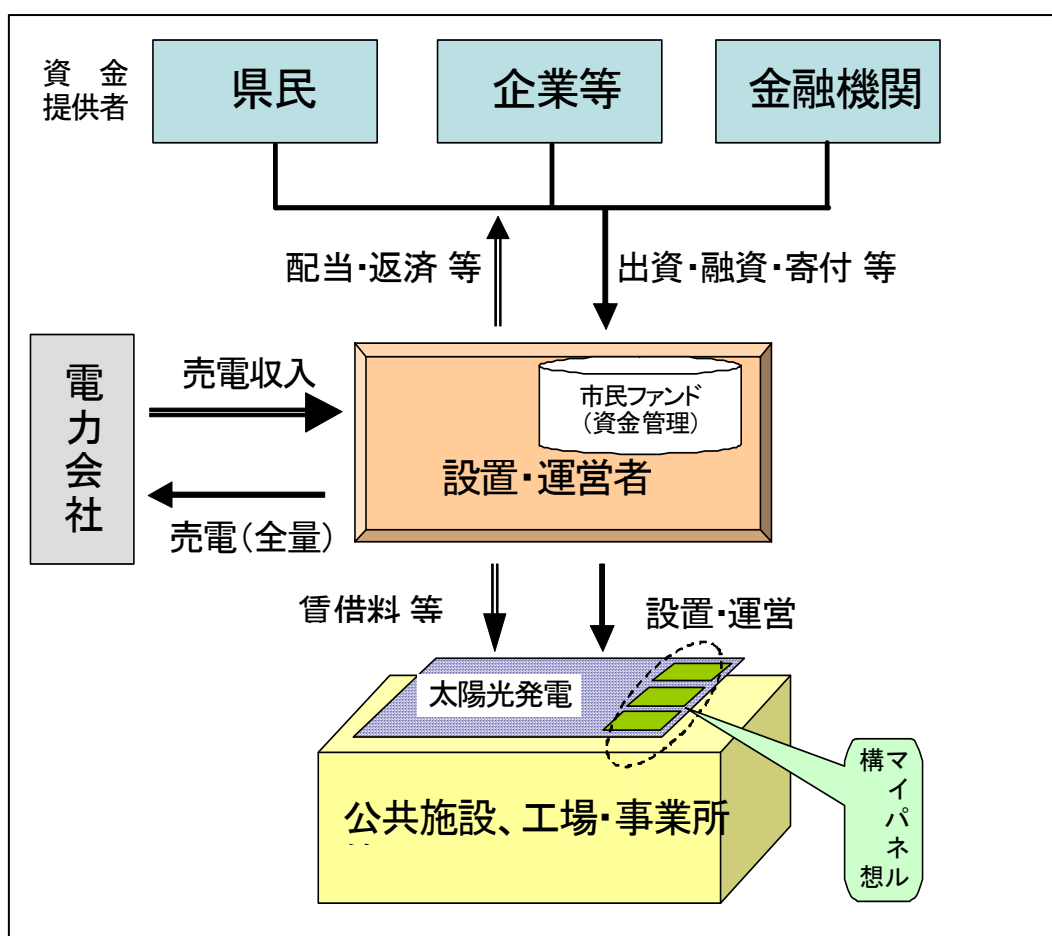 資　金
提供者
県民
企業等
金融機関
配当・返済 等
出資・融資・寄付 等
電力会社
売電収入
市民ファンド
（資金管理）
設置・運営者
売電（全量）
賃借料 等
設置・運営
太陽光発電
マイパネル
構想
公共施設、工場・事業所